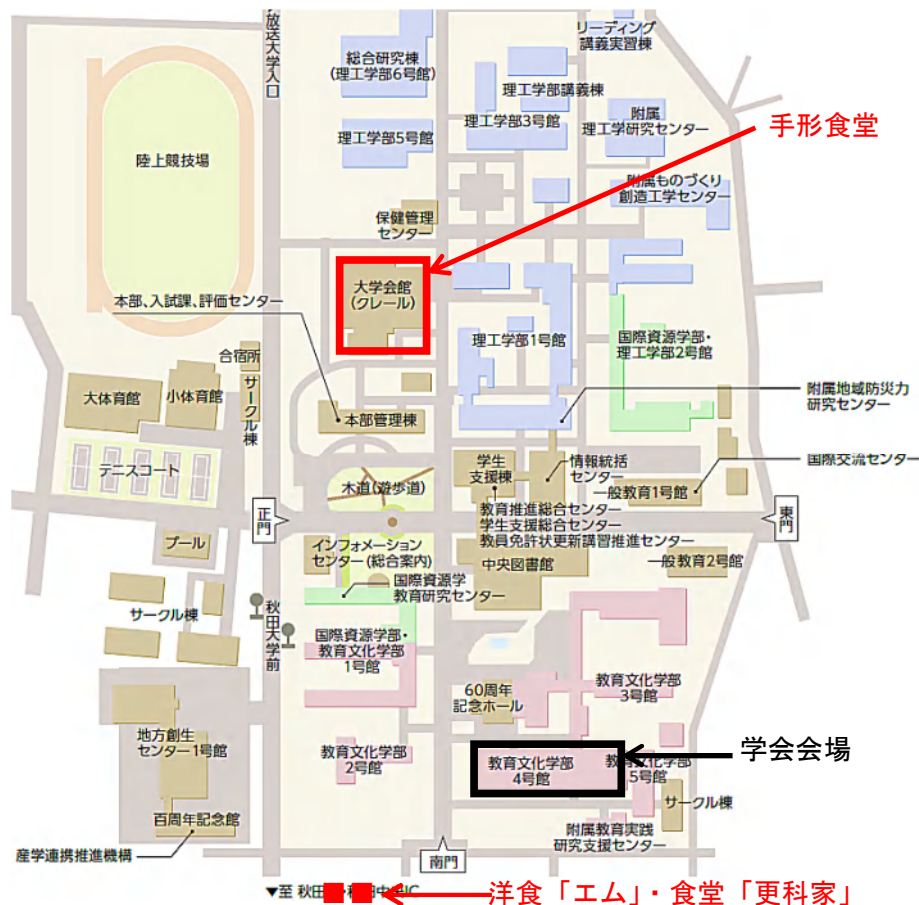 放送大学入口
総合研究棟
(理工学部6号館)
リーディング
講義実習棟
理工学部講義棟
理工学部3号館
附属
理工学研究センター
手形食堂
理工学部5号館
陸上競技場
附属ものづくり
創造工学センター
保健管理
センター
大学会館
(クレール)
本部、入試課、評価センター
理工学部1号館
国際資源学部・
理工学部2号館
合宿所
大体育館
小体育館
サークル棟
附属地域防災力
研究センター
本部管理棟
テニスコート
学生
支援棟
情報統括
センター
国際交流センター
木道(遊歩道)
一般教育1号館
教育推進総合センター
学生支援総合センター
教員免許状更新講習推進センター
正門
東門
プール
インフォメーション
センター(総合案内)
中央図書館
一般教育2号館
国際資源学
教育研究センター
サークル棟
秋田大学前
国際資源学部・
教育文化学部
1号館
60周年
記念ホール
教育文化学部
3号館
地方創生
センター1号館
教育文化学部
2号館
教育文化学部
4号館
教育文化学部
5号館
学会会場
サークル棟
百周年記念館
附属教育実践
研究支援センター
産学連携推進機構
南門
▼至 秋田
中央IC
洋食「エム」・食堂「更科家」